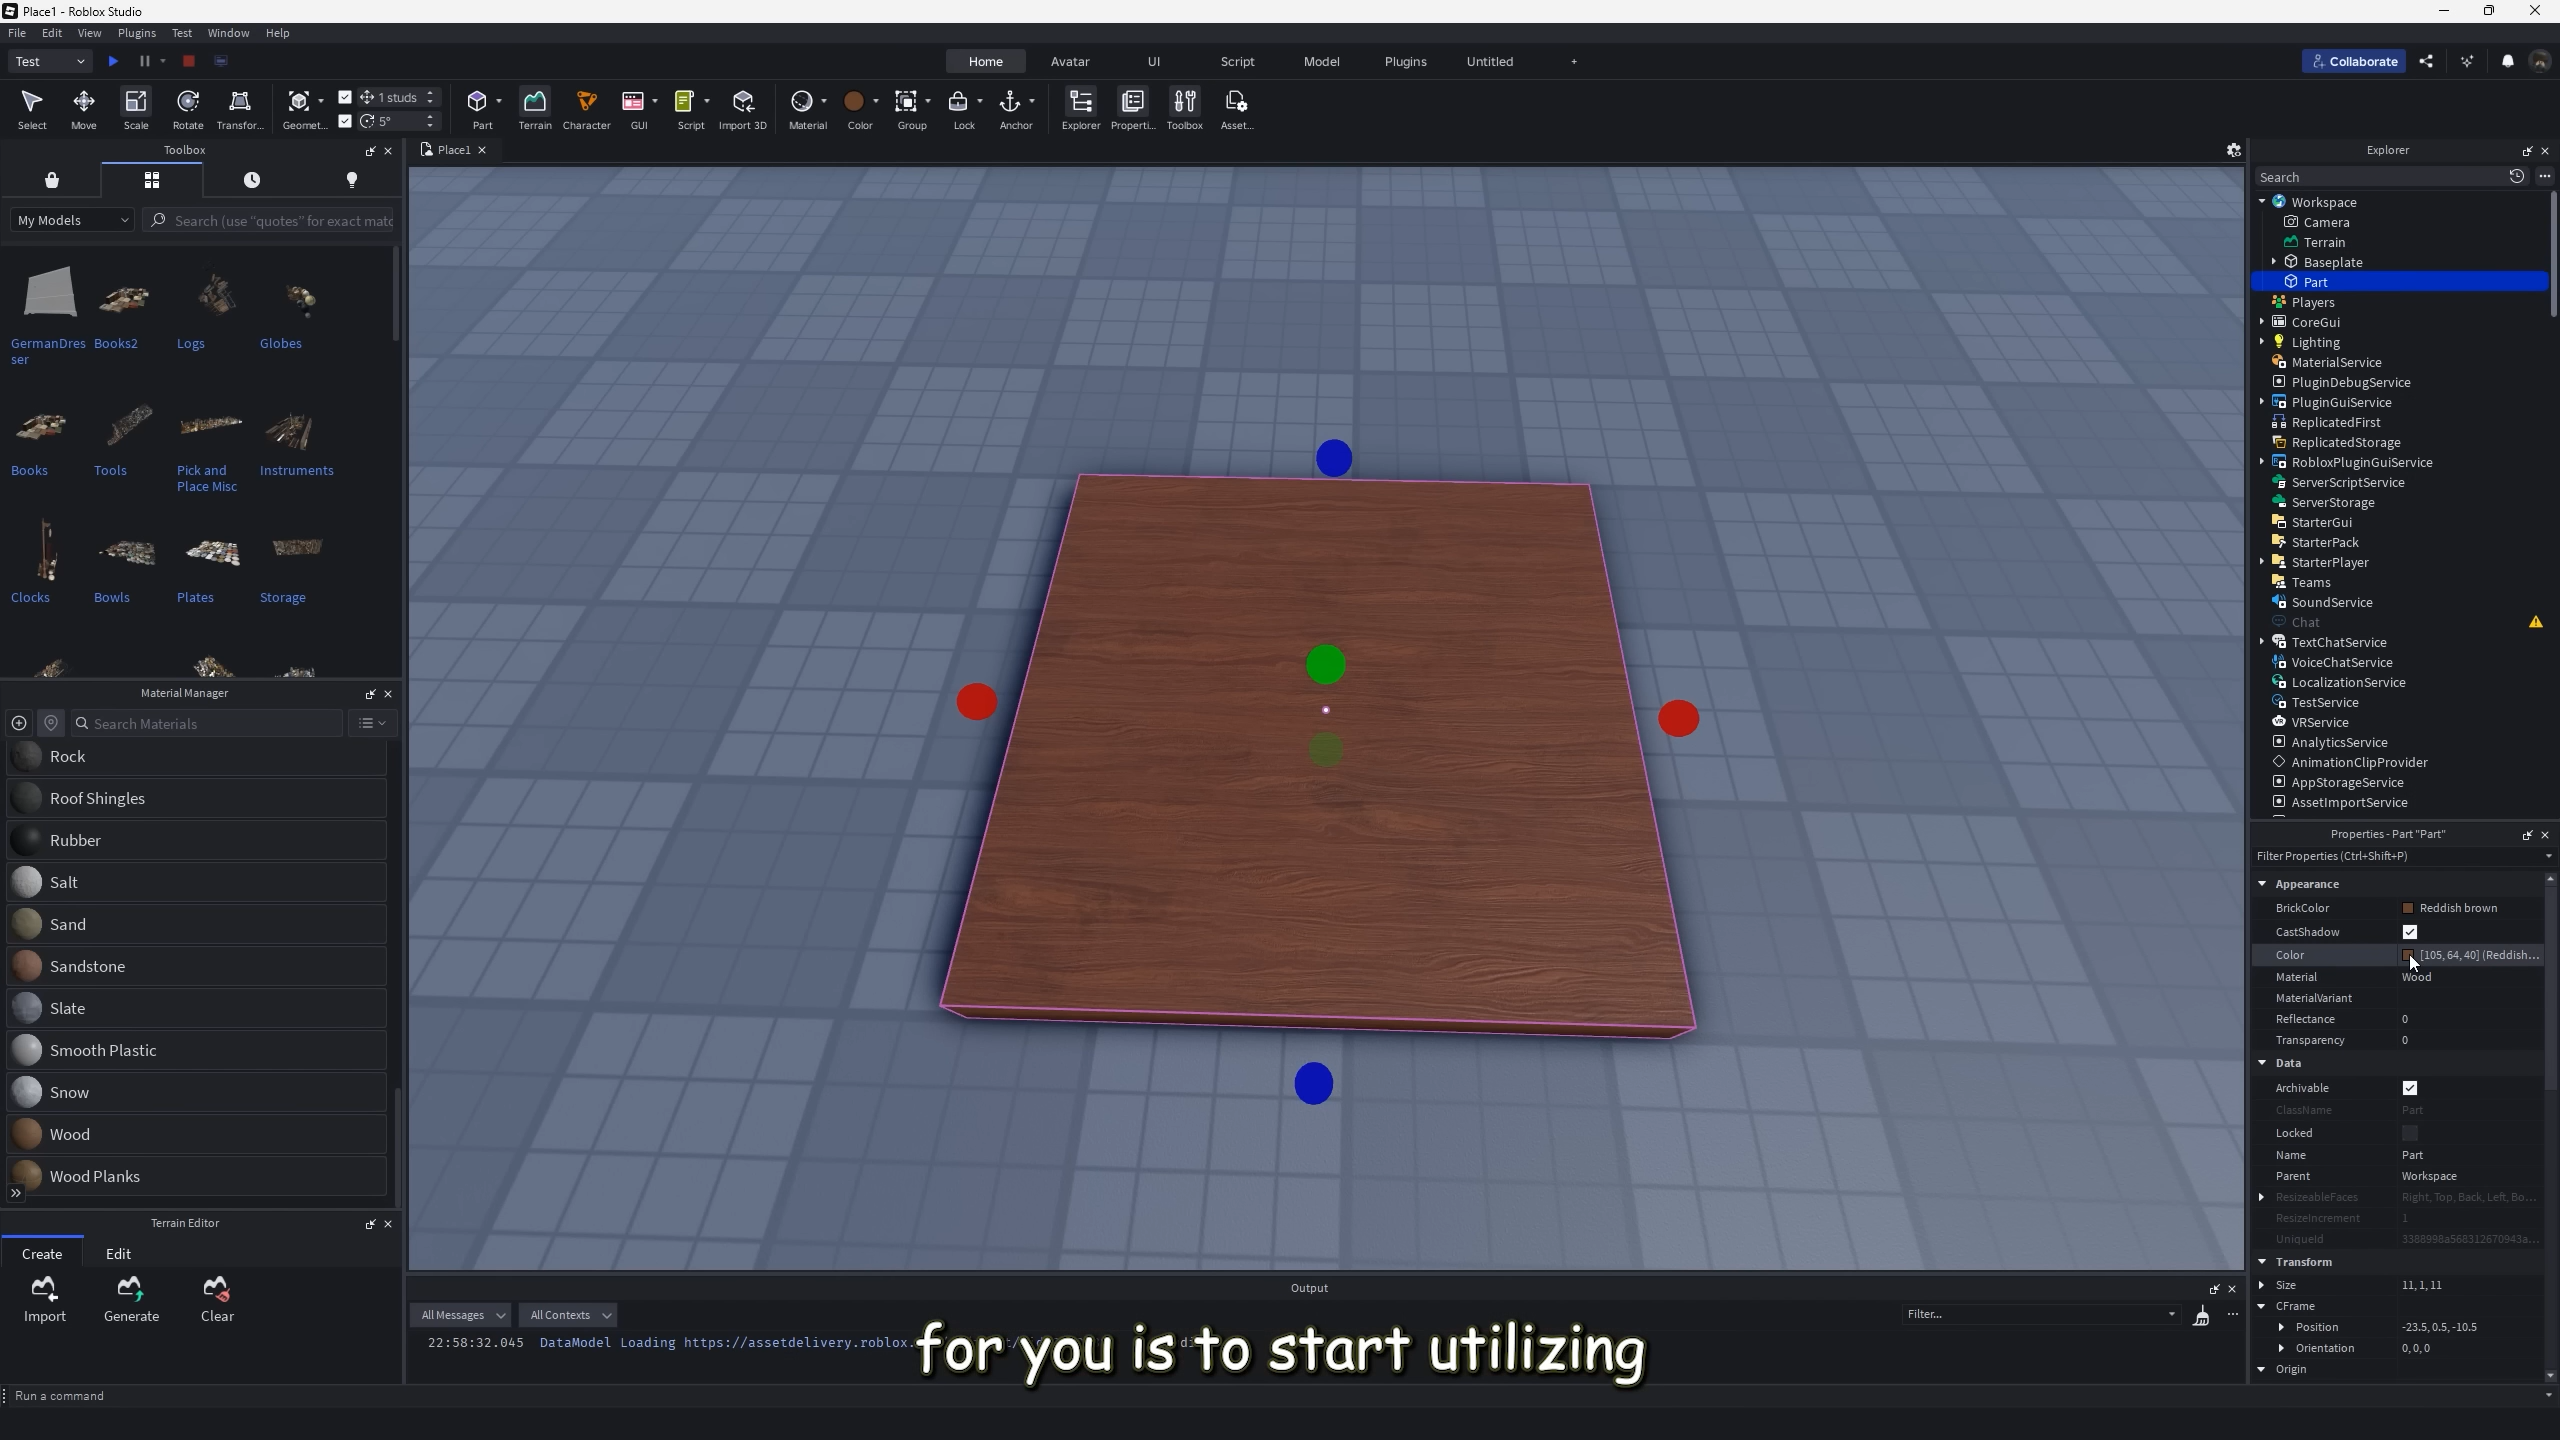 Place1 - Roblox Studio
File Edit View Plugins Test Window Help
Test Home Avatar UI Script Model Plugins Untitled + Collaborate
1 studs
5°
Select Move Scale Rotate Transfor... Geomet... Part Terrain Character GUI Script Import 3D Material Color Group Lock Anchor Explorer Properti... Toolbox Asset...
Toolbox
My Models Search (use "quotes" for exact matc
GermanDres
ser
Books2 Logs Globes
Books Tools Pick and
Place Misc
Instruments
Clocks Bowls Plates Storage
Material Manager
Search Materials
Rock
Roof Shingles
Rubber
Salt
Sand
Sandstone
Slate
Smooth Plastic
Snow
Wood
Wood Planks
Terrain Editor
Create Edit
Import Generate Clear
Place1
Output
All Messages All Contexts Filter...
22:58:32.045 DataModel Loading https://assetdelivery.roblox.
for you is to start utilizing
Run a command
Explorer
Search
Workspace
Camera
Terrain
Baseplate
Part
Players
CoreGui
Lighting
MaterialService
PluginDebugService
PluginGuiService
ReplicatedFirst
ReplicatedStorage
RobloxPluginGuiService
ServerScriptService
ServerStorage
StarterGui
StarterPack
StarterPlayer
Teams
SoundService
Chat
TextChatService
VoiceChatService
LocalizationService
TestService
VRService
AnalyticsService
AnimationClipProvider
AppStorageService
AssetImportService
Properties - Part "Part"
Filter Properties (Ctrl+Shift+P)
Appearance
BrickColor Reddish brown
CastShadow
Color [105, 64, 40] (Reddish...
Material Wood
MaterialVariant
Reflectance 0
Transparency 0
Data
Archivable
ClassName Part
Locked
Name Part
Parent Workspace
ResizeableFaces Right, Top, Back, Left, Bo...
ResizeIncrement 1
UniqueId 3388998a568312670943a...
Transform
Size 11, 1, 11
CFrame
Position -23.5, 0.5, -10.5
Orientation 0, 0, 0
Origin